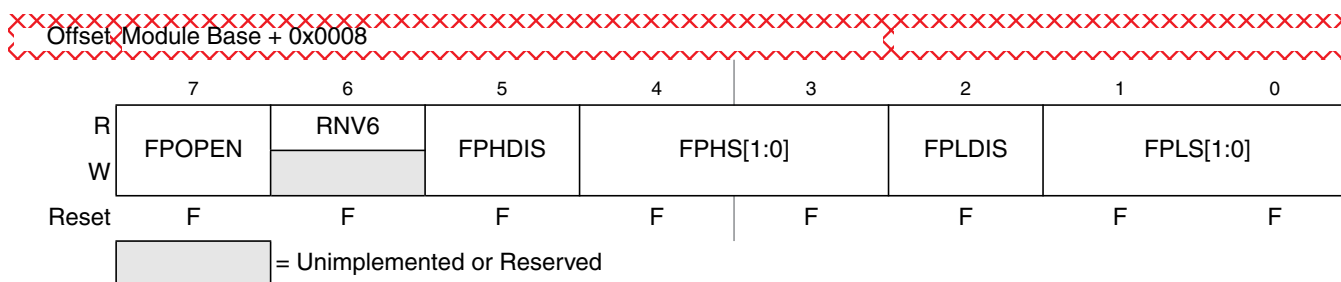 Offset Module Base + 0x0008
7 6 5 4 3 2 1 0
R FPOPEN RNV6 FPHDIS FPHS[1:0] FPLDIS FPLS[1:0]
W
Reset F F F F F F F F
= Unimplemented or Reserved